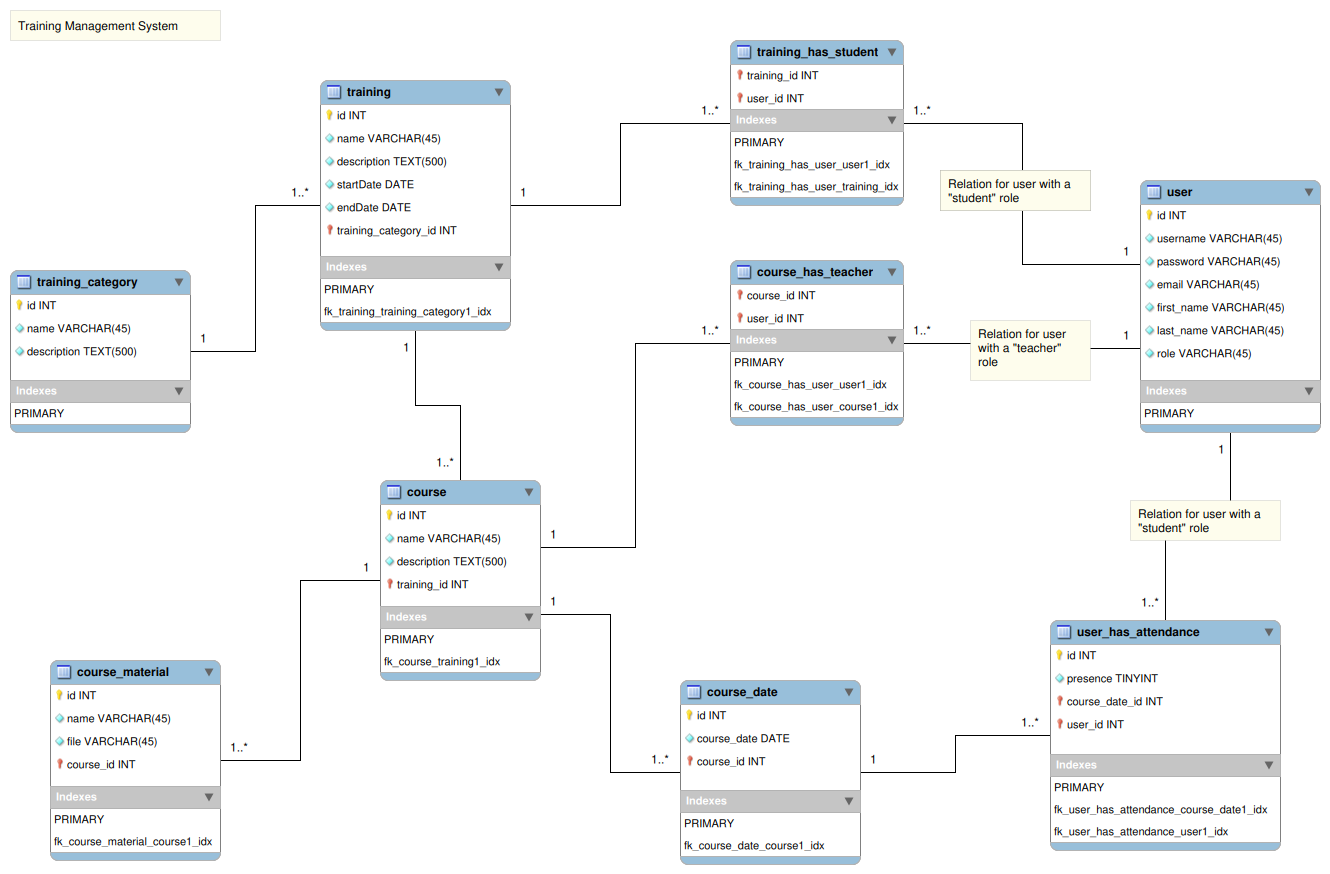 Training Management System
training
id INT
name VARCHAR(45)
description TEXT(500)
startDate DATE
endDate DATE
training_category_id INT
Indexes
PRIMARY
fk_training_training_category1_idx
training_has_student
training_id INT
user_id INT
Indexes
PRIMARY
fk_training_has_user_user1_idx
fk_training_has_user_training_idx
1..*
1
1..*
1..*
Relation for user with a
"student" role
1
user
id INT
username VARCHAR(45)
password VARCHAR(45)
email VARCHAR(45)
first_name VARCHAR(45)
last_name VARCHAR(45)
role VARCHAR(45)
Indexes
PRIMARY
training_category
id INT
name VARCHAR(45)
description TEXT(500)
Indexes
PRIMARY
1
course_has_teacher
course_id INT
user_id INT
Indexes
PRIMARY
fk_course_has_user_user1_idx
fk_course_has_user_course1_idx
1..*
1..*
Relation for user
with a "teacher"
role
1
1
1..*
course
id INT
name VARCHAR(45)
description TEXT(500)
training_id INT
Indexes
PRIMARY
fk_course_training1_idx
1
1
1
1
Relation for user with a
"student" role
1..*
course_material
id INT
name VARCHAR(45)
file VARCHAR(45)
course_id INT
Indexes
PRIMARY
fk_course_material_course1_idx
1..*
course_date
id INT
course_date DATE
course_id INT
Indexes
PRIMARY
fk_course_date_course1_idx
1..*
1
1..*
user_has_attendance
id INT
presence TINYINT
course_date_id INT
user_id INT
Indexes
PRIMARY
fk_user_has_attendance_course_date1_idx
fk_user_has_attendance_user1_idx